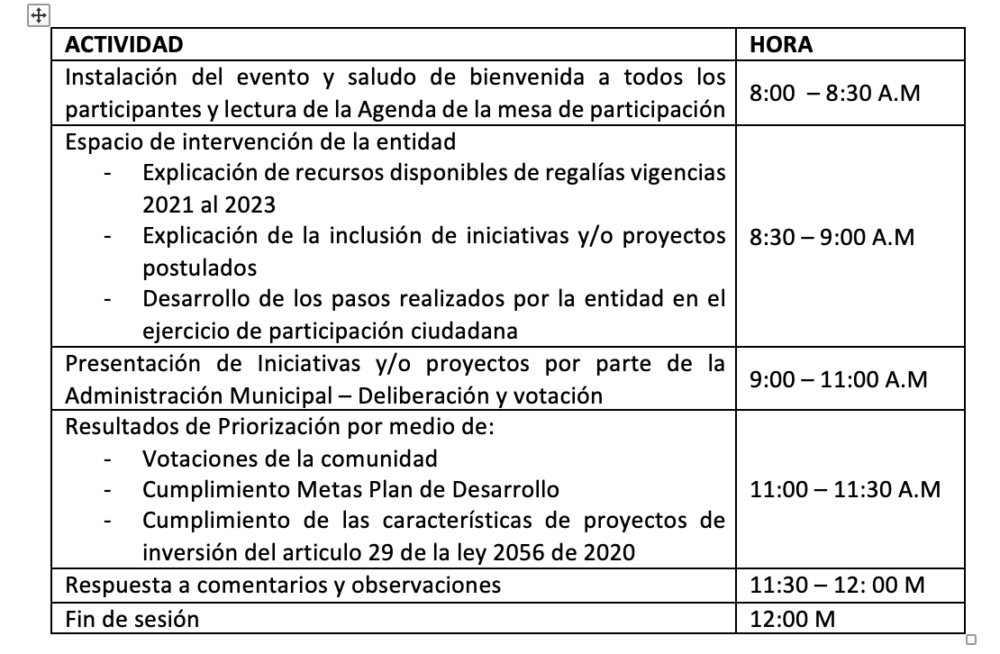 ACTIVIDAD
HORA
Instalación del evento y saludo de bienvenida a todos los
participantes y lectura de la Agenda de la mesa de participación
8:00 – 8:30 A.M
Espacio de intervención de la entidad
- Explicación de recursos disponibles de regalías vigencias
2021 al 2023
- Explicación de la inclusión de iniciativas y/o proyectos
postulados
- Desarrollo de los pasos realizados por la entidad en el
ejercicio de participación ciudadana
8:30 – 9:00 A.M
Presentación de Iniciativas y/o proyectos por parte de la
Administración Municipal – Deliberación y votación
9:00 – 11:00 A.M
Resultados de Priorización por medio de:
- Votaciones de la comunidad
- Cumplimiento Metas Plan de Desarrollo
- Cumplimiento de las características de proyectos de
inversión del articulo 29 de la ley 2056 de 2020
11:00 – 11:30 A.M
Respuesta a comentarios y observaciones
11:30 – 12: 00 M
Fin de sesión
12:00 M